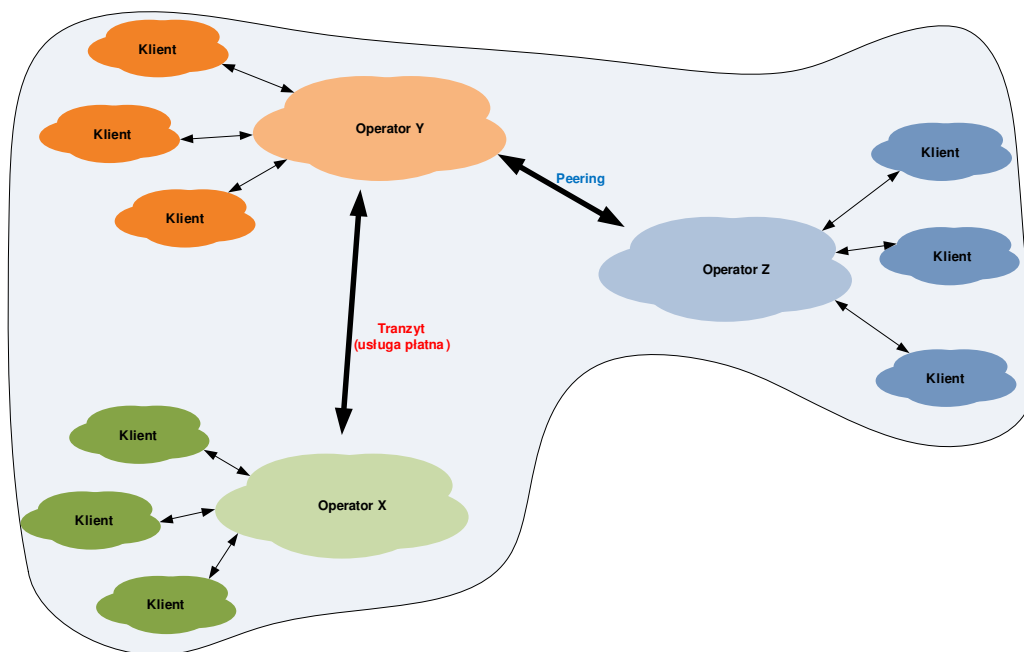 Klient
Klient
Klient
Operator Y
Peering
Klient
Klient
Klient
Operator Z
Tranzyt
(usługa płatna)
Klient
Klient
Klient
Operator X